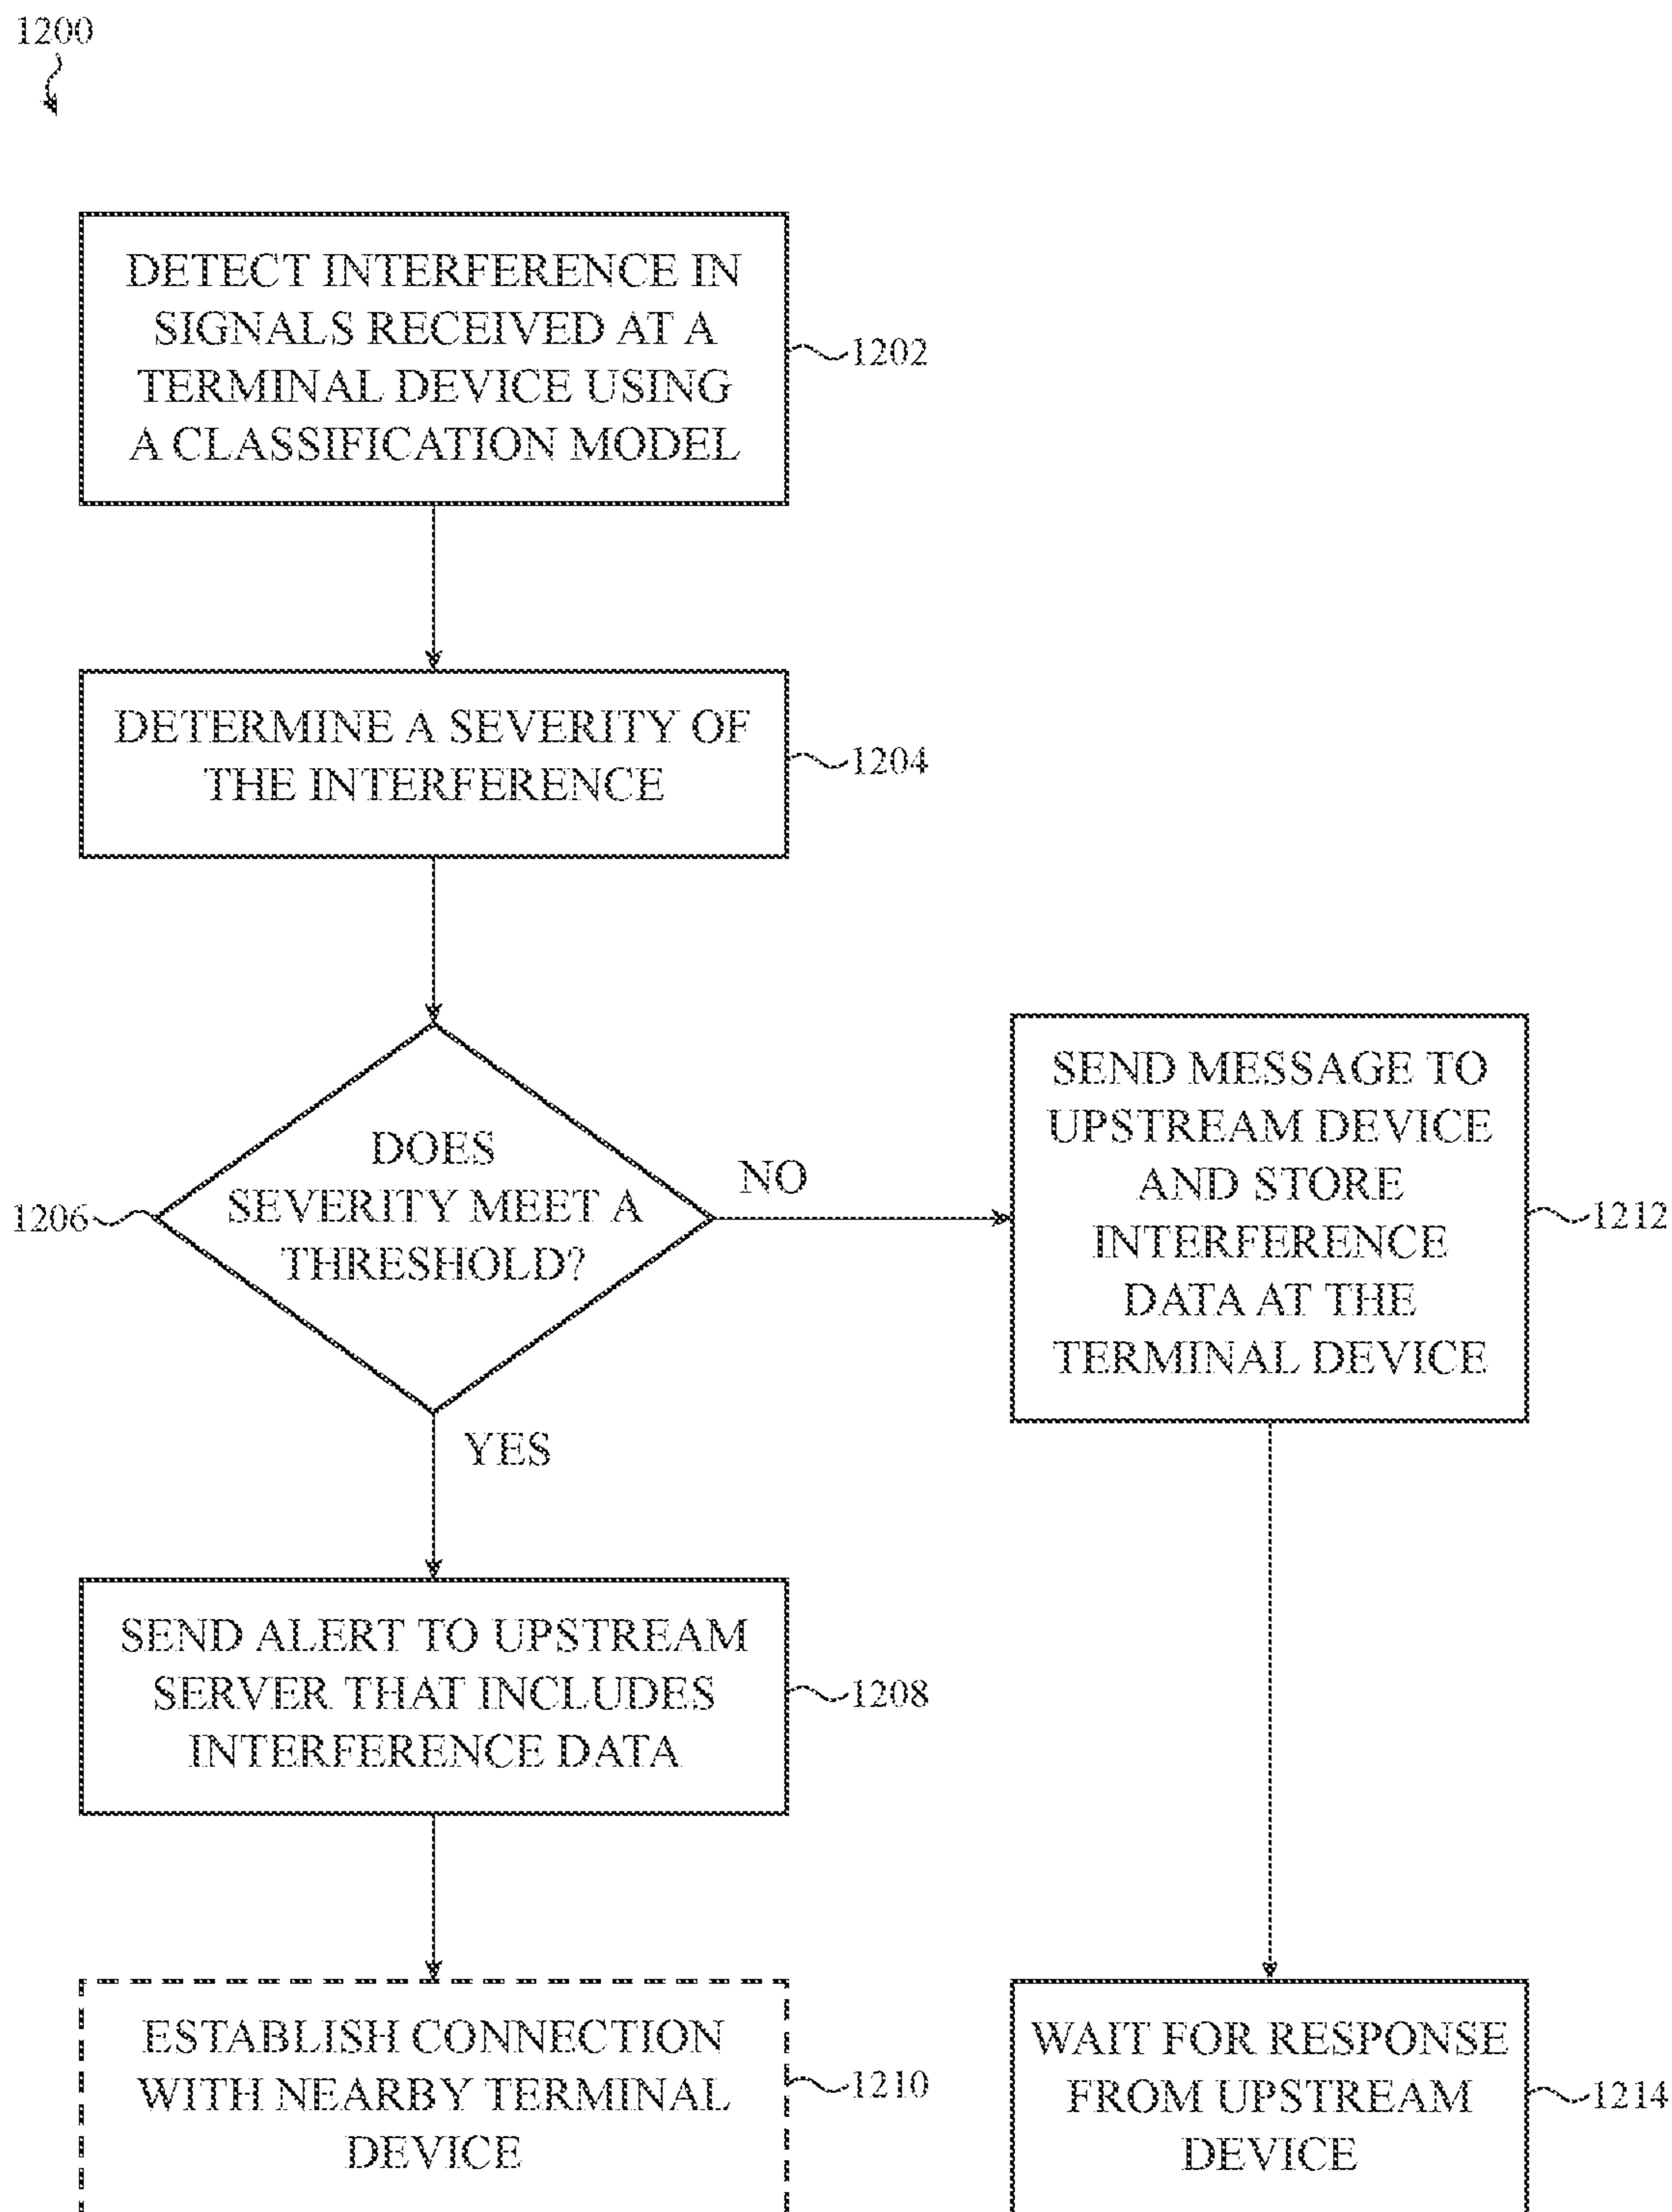 1200
DETECT INTERFERENCE IN
SIGNALS RECEIVED AT A
TERMINAL DEVICE USING
A CLASSIFICATION MODEL
1202
DETERMINE A SEVERITY OF
THE INTERFERENCE
1204
DOES
SEVERITY MEET A
THRESHOLD?
1206
NO
SEND MESSAGE TO
UPSTREAM DEVICE
AND STORE
INTERFERENCE
DATA AT THE
TERMINAL DEVICE
1212
YES
SEND ALERT TO UPSTREAM
SERVER THAT INCLUDES
INTERFERENCE DATA
1208
ESTABLISH CONNECTION
WITH NEARBY TERMINAL
DEVICE
1210
WAIT FOR RESPONSE
FROM UPSTREAM
DEVICE
1214